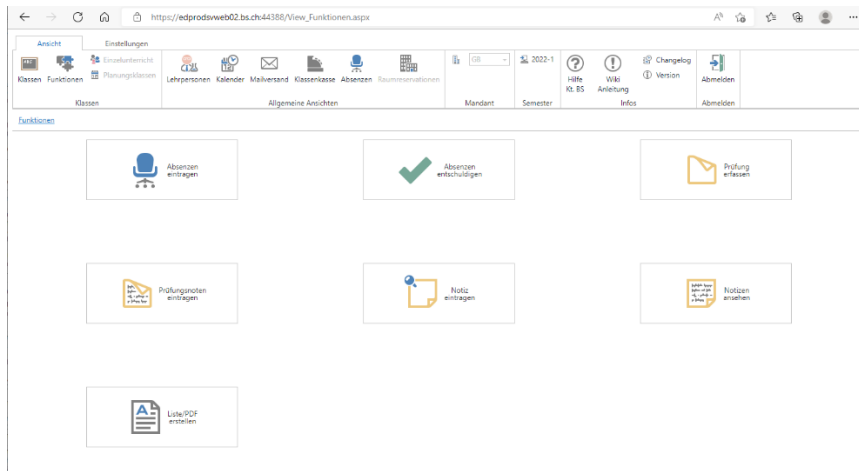 https://edprodsvweb02.bs.ch:44388/View_Funktionen.aspx
Ansicht
Einstellungen
Klassen
Funktionen
Einzelunterricht
Planungsklassen
Lehrpersonen
Kalender
Mailversand
Klassenkasse
Absenzen
Raumreservationen
GB
2022-1
Hilfe
Kt. BS
Wiki
Anleitung
Changelog
Version
Abmelden
Klassen
Allgemeine Ansichten
Mandant
Semester
Infos
Abmelden
Funktionen
Absenzen
eintragen
Absenzen
entschuldigen
Prüfung
erfassen
Prüfungsnoten
eintragen
Notiz
eintragen
Notizen
ansehen
Liste/PDF
erstellen